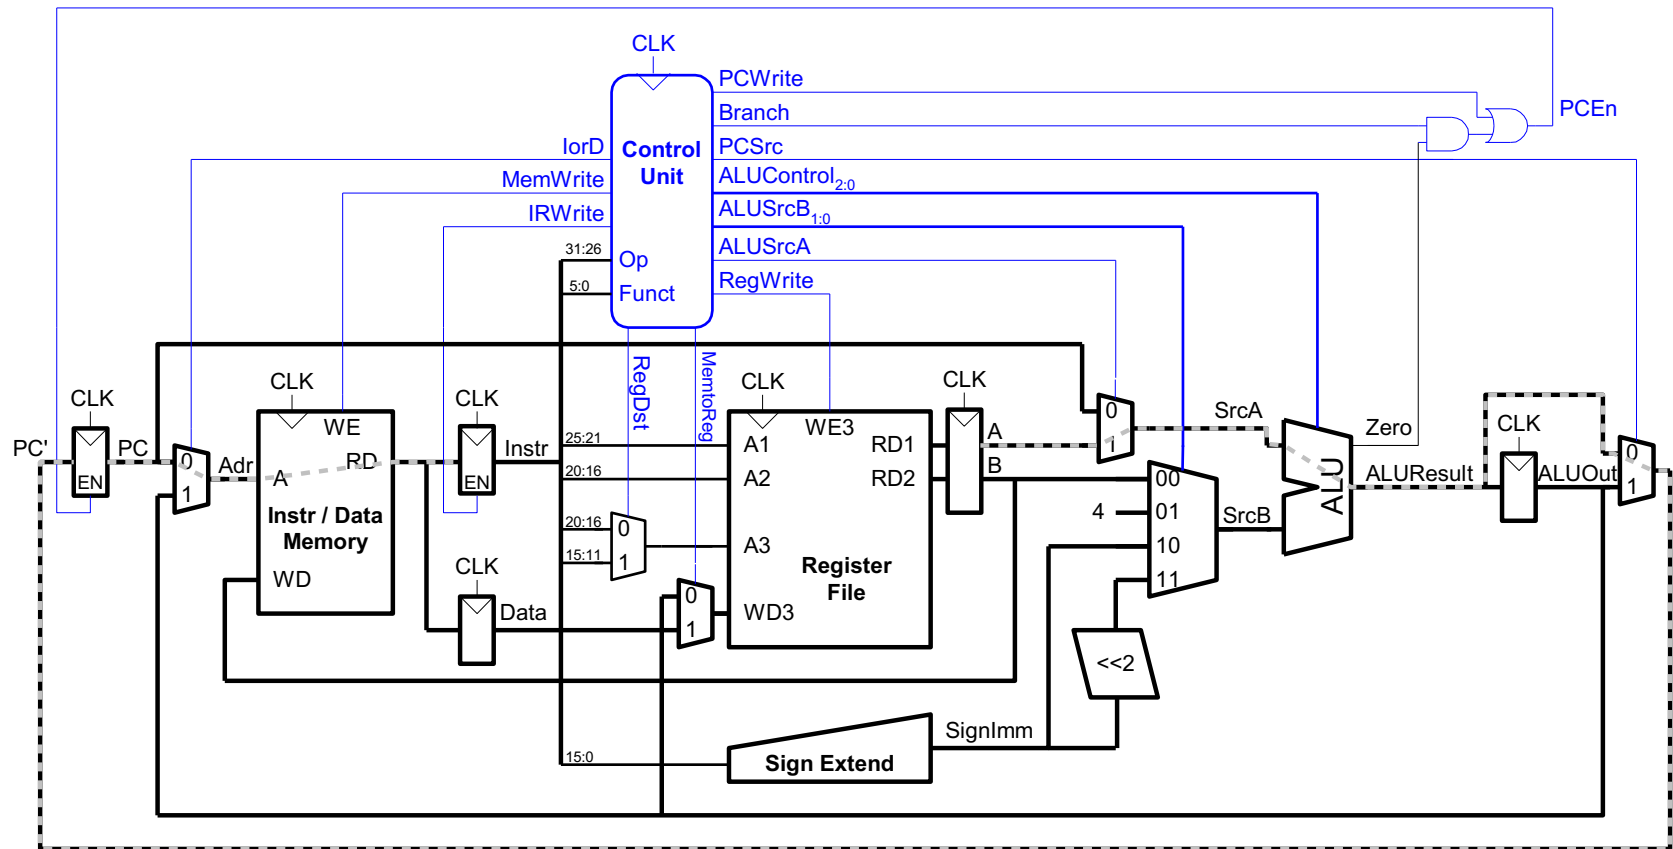 CLK
PCWrite
Branch
PCEn
IorD
Control
Unit
PCSrc
MemWrite
ALUControl2:0
IRWrite
ALUSrcB1:0
31:26
Op
ALUSrcA
5:0
Funct
RegWrite
RegDst
MemtoReg
CLK
CLK
CLK
CLK
CLK
CLK
PC'
PC
EN
0
1
Adr
WE
A
RD
Instr / Data
Memory
WD
EN
Instr
25:21
20:16
20:16
15:11
0
1
CLK
Data
0
1
A1
A2
A3
WD3
WE3
RD1
RD2
Register
File
A
B
0
1
SrcA
4
00
01
10
11
SrcB
ALU
Zero
ALUResult
ALUOut
0
1
<<2
SignImm
15:0
Sign Extend